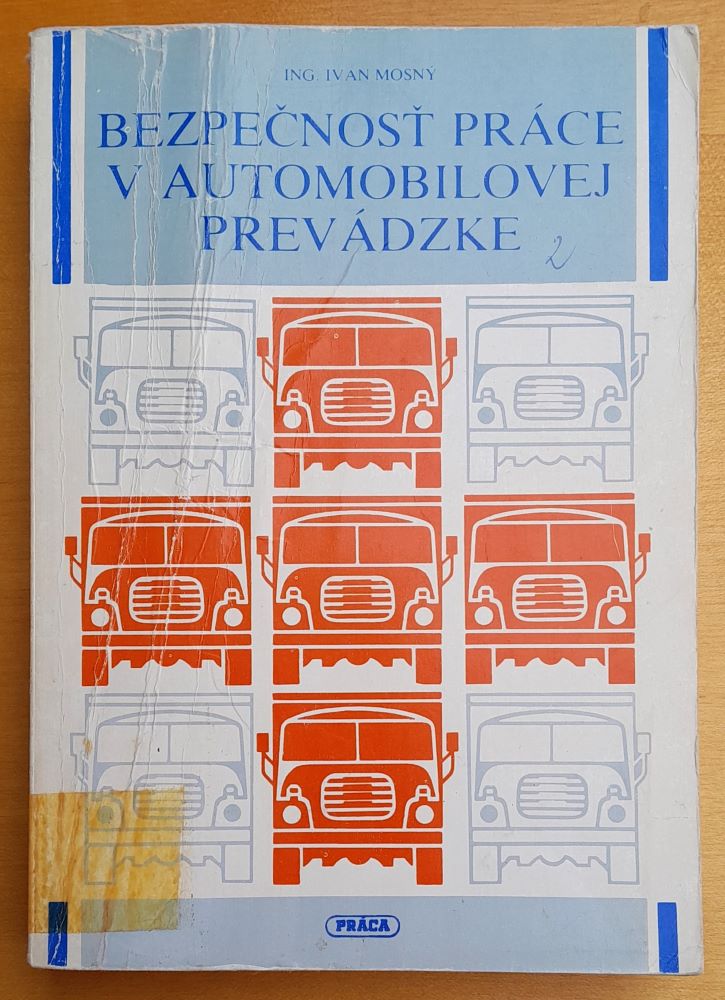 ING. IVAN MOSNÝ
BEZPEČNOSŤ PRÁCE
V AUTOMOBILOVEJ
PREVÁDZKE
2
PRÁCA